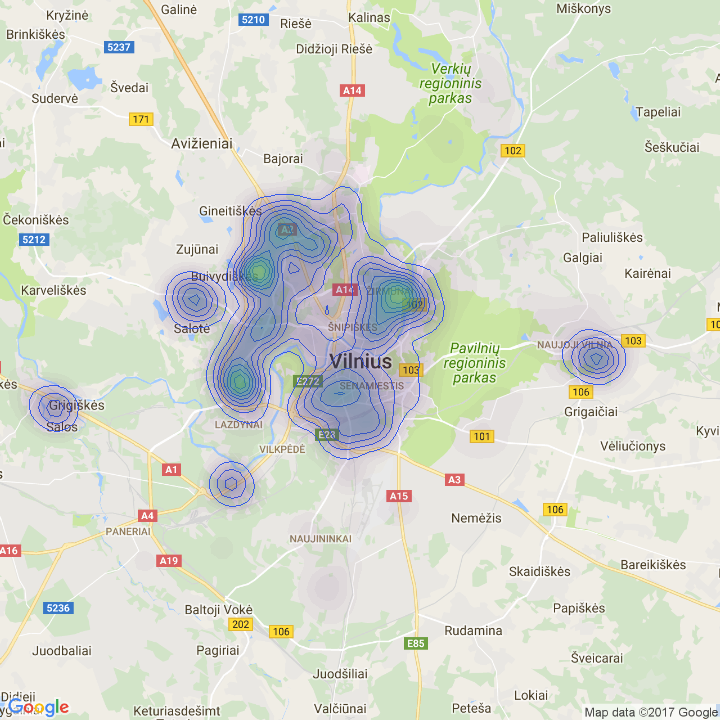 Kryžinė
Galinė
5210
Riešė
Kalinas
Miškonys
Brinkiškės
5237
Didžioji Riešė
Švedai
Sudervė
A14
Verkių
regioninis
parkas
171
Tapeliai
Avižieniai
Bajorai
102
Šeškučiai
Gineitiškės
Čekoniškės
A2
5212
Zujūnai
Paliuliškės
Galgiai
Buivydiškės
Kairėnai
Karveliškės
A14
102
Salotė
ŠNIPIŠKĖS
103
NAUJOJI VILNIA
Vilnius
Pavilnių
regioninis
parkas
103
E272
SENAMIESTIS
106
Grigiškės
Salos
Grigaičiai
LAZDYNAI
E28
101
Kyvi
VILKPĖDĖ
Vėliučionys
A1
A3
A15
106
A4
Nemėžis
PANERIAI
NAUJININKAI
A16
A19
Bareikiškės
Skaidiškės
5236
Baltoji Vokė
Papiškės
202
106
Rudamina
Juodbaliai
Pagiriai
E85
Šveicarai
Juodšiliai
Didieji
Lokiai
Google
Keturiasdešimt
Valčiūnai
Peteša
Map data ©2017 Google